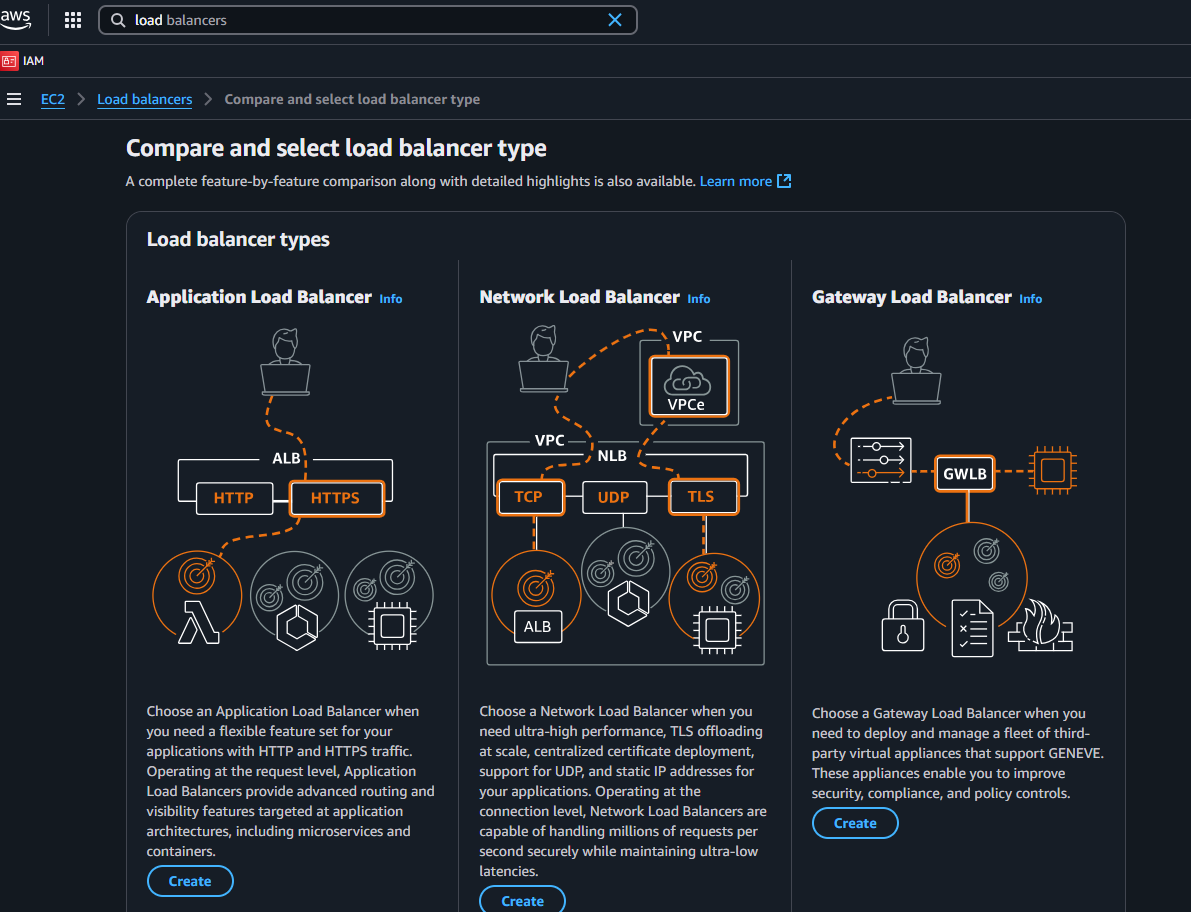 aws
load balancers
IAM
EC2 Load balancers Compare and select load balancer type
Compare and select load balancer type
A complete feature-by-feature comparison along with detailed highlights is also available. Learn more
Load balancer types
Application Load Balancer Info
ALB
HTTP HTTPS
Choose an Application Load Balancer when
you need a flexible feature set for your
applications with HTTP and HTTPS traffic.
Operating at the request level, Application
Load Balancers provide advanced routing and
visibility features targeted at application
architectures, including microservices and
containers.
Create
Network Load Balancer Info
VPC
VPCe
VPC
NLB
TCP UDP TLS
ALB
Choose a Network Load Balancer when you
need ultra-high performance, TLS offloading
at scale, centralized certificate deployment,
support for UDP, and static IP addresses for
your applications. Operating at the
connection level, Network Load Balancers are
capable of handling millions of requests per
second securely while maintaining ultra-low
latencies.
Create
Gateway Load Balancer Info
GWLB
Choose a Gateway Load Balancer when you
need to deploy and manage a fleet of third-
party virtual appliances that support GENEVE.
These appliances enable you to improve
security, compliance, and policy controls.
Create